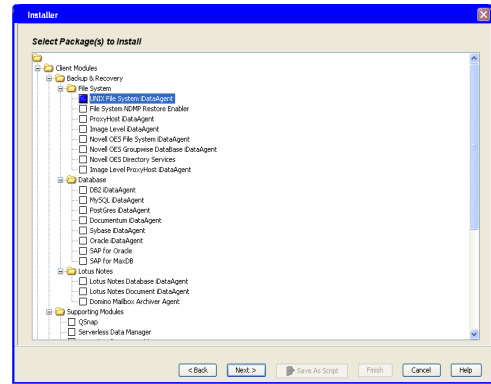 Installer
Select Package(s) to Install
Client Modules
Backup & Recovery
File System
UNIX File System iDataAgent
File System NDMP Restore Enabler
ProxyHost iDataAgent
Image Level iDataAgent
Novell OES File System iDataAgent
Novell OES Groupwise DataBase iDataAgent
Novell OES Directory Services
Image Level ProxyHost iDataAgent
Database
DB2 iDataAgent
MySQL iDataAgent
PostGres iDataAgent
Documentum iDataAgent
Sybase iDataAgent
Oracle iDataAgent
SAP for Oracle
SAP for MaxDB
Lotus Notes
Lotus Notes Database iDataAgent
Lotus Notes Document iDataAgent
Domino Mailbox Archiver Agent
Supporting Modules
QSnap
Serverless Data Manager
< Back Next > Save As Script Finish Cancel Help